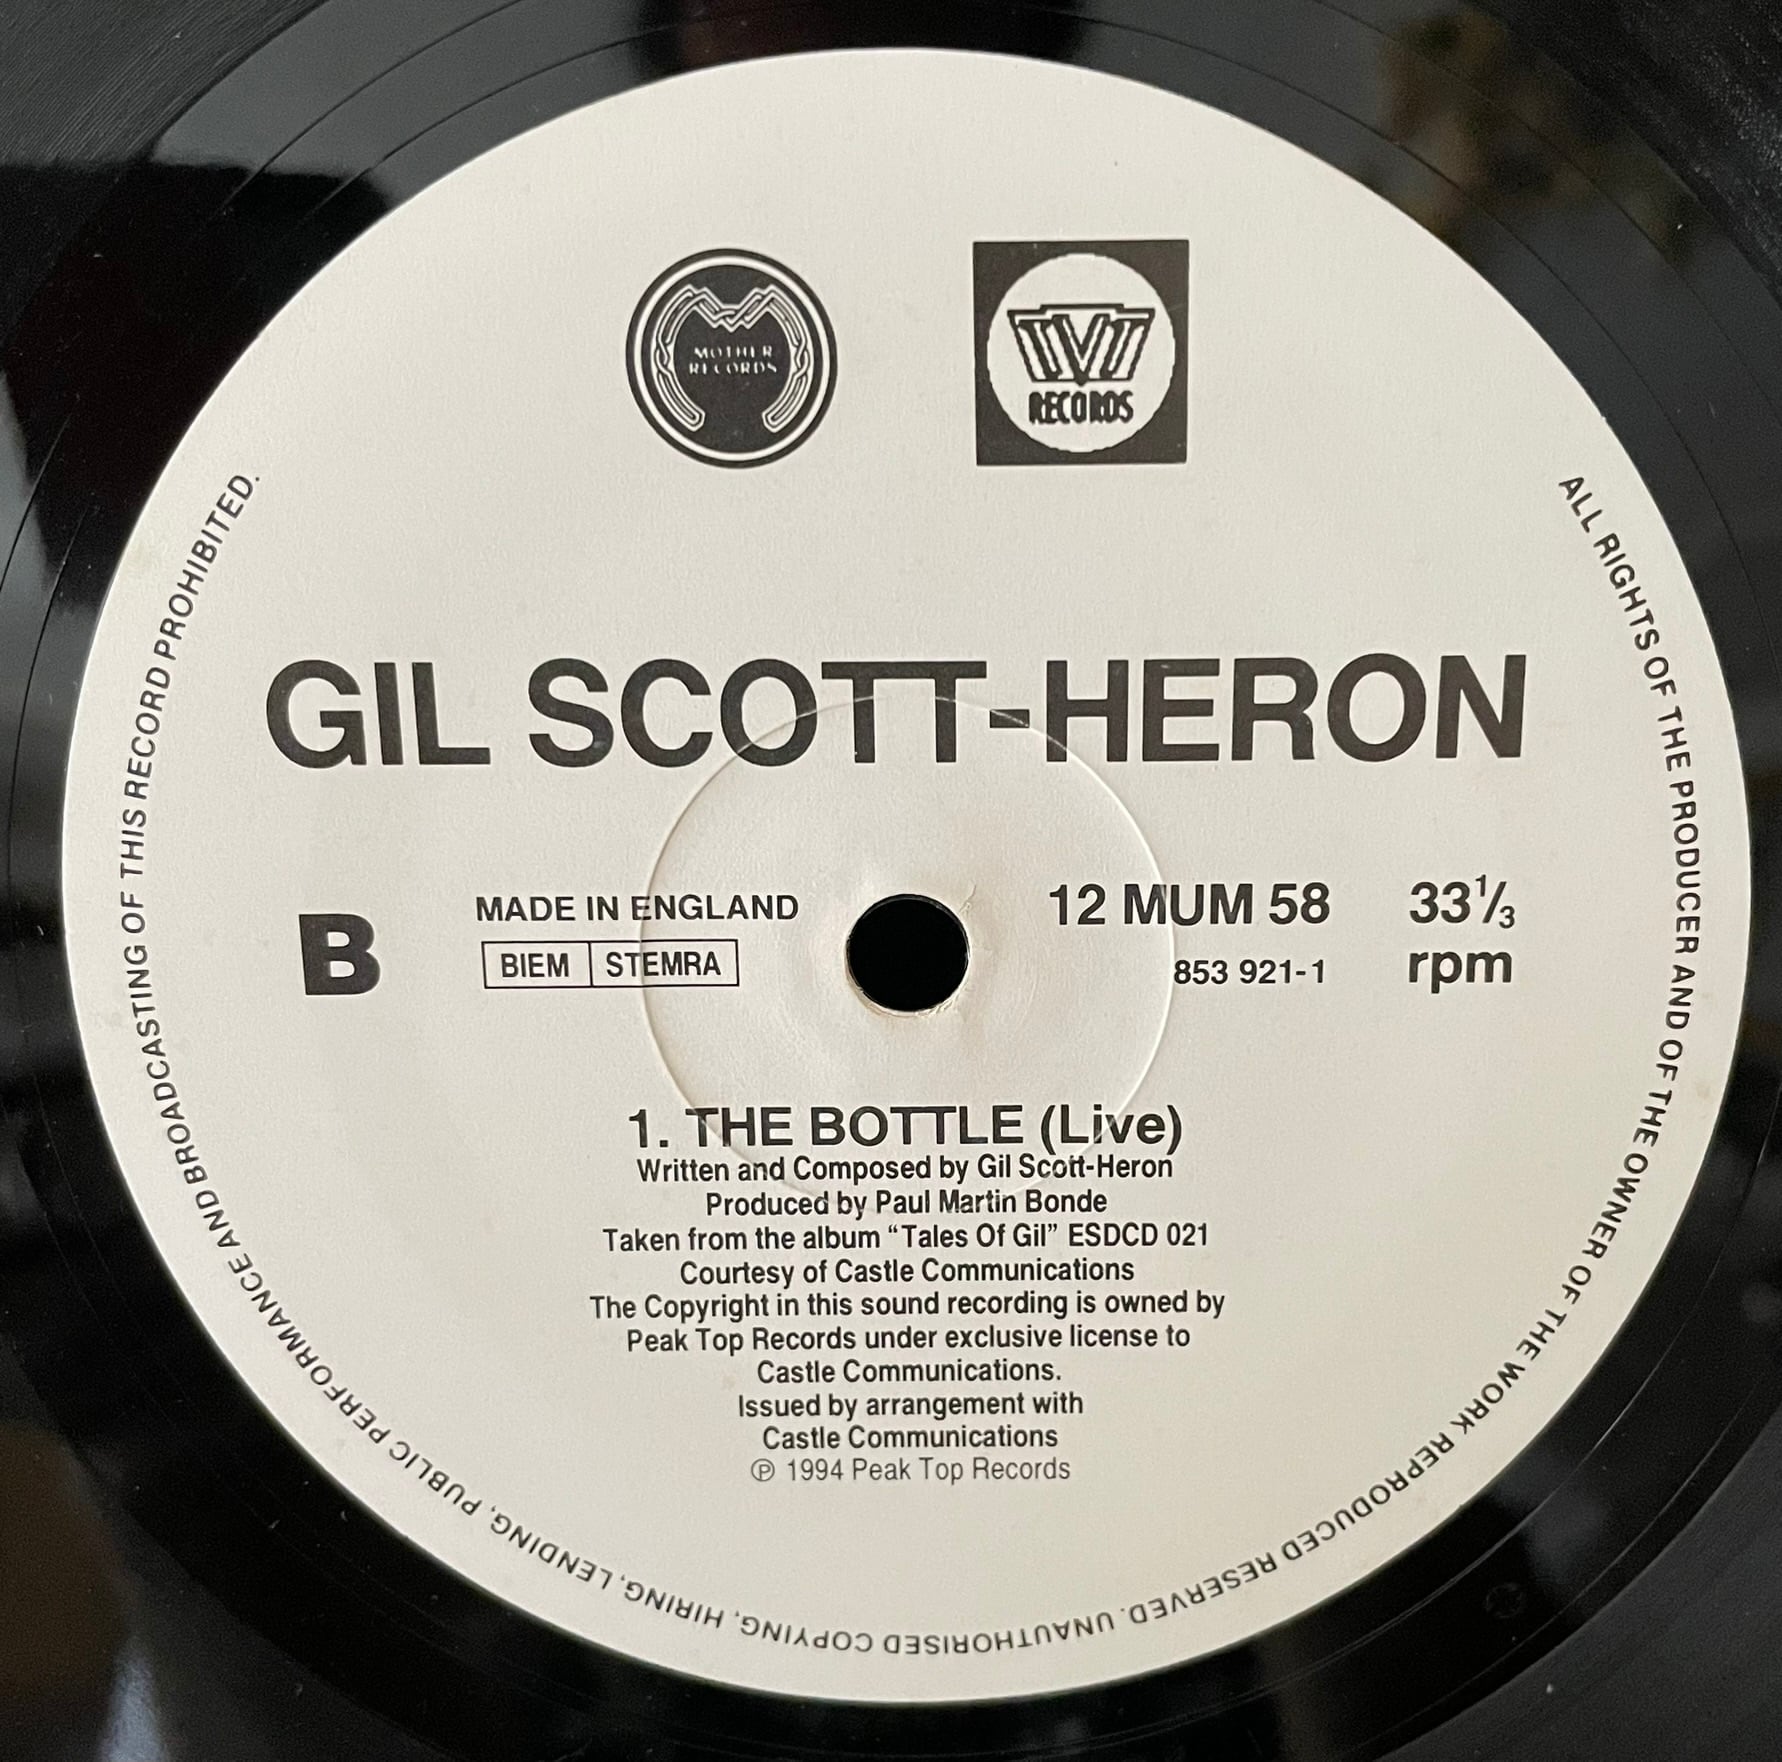 MOTHER
RECORDS
TVT
RECORDS
GIL SCOTT-HERON
B
MADE IN ENGLAND
BIEM STEMRA
12 MUM 58
853 921-1
33⅓
rpm
1. THE BOTTLE (Live)
Written and Composed by Gil Scott-Heron
Produced by Paul Martin Bonde
Taken from the album “Tales Of Gil” ESDCD 021
Courtesy of Castle Communications
The Copyright in this sound recording is owned by
Peak Top Records under exclusive license to
Castle Communications.
Issued by arrangement with
Castle Communications
℗ 1994 Peak Top Records
ALL RIGHTS OF THE PRODUCER AND OF THE OWNER OF THE WORK REPRODUCED RESERVED. UNAUTHORISED COPYING, HIRING, LENDING, PUBLIC PERFORMANCE AND BROADCASTING OF THIS RECORD PROHIBITED.